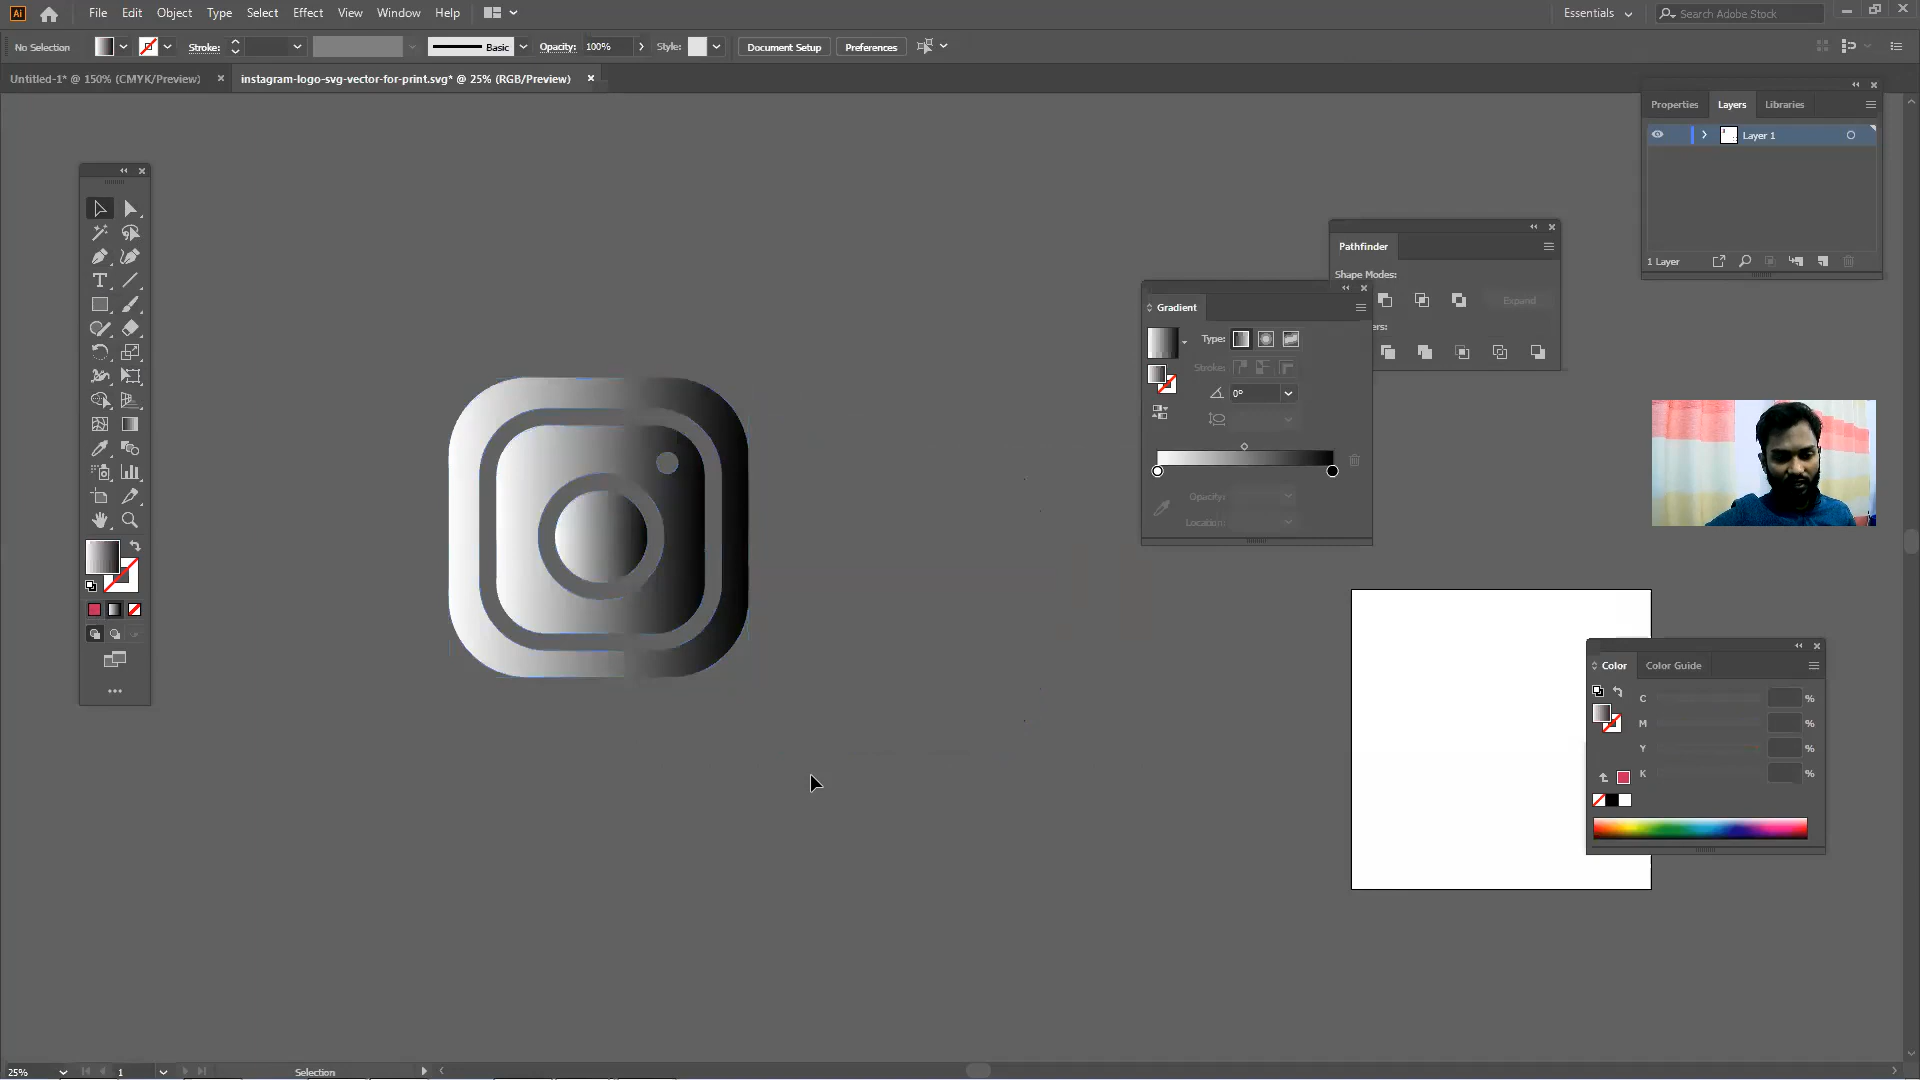 Ai File Edit Object Type Select Effect View Window Help Essentials Search Adobe Stock
No Selection Stroke: Basic Opacity: 100% Style: Document Setup Preferences
Untitled-1* @ 150% (CMYK/Preview) × instagram-logo-svg-vector-for-print.svg* @ 25% (RGB/Preview) ×
Properties Layers Libraries
Layer 1
1 Layer
Pathfinder
Shape Modes:
Expand
ers:
Gradient
Type:
Stroke:
0°
Opacity:
Location:
Color Color Guide
C %
M %
Y %
K %
25% 1 Selection